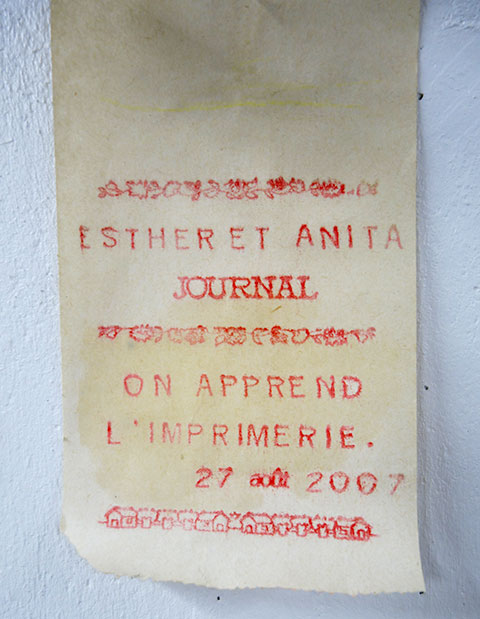 ESTHER ET ANITA
JOURNAL
ON APPREND
L'IMPRIMERIE.
27 août 2007